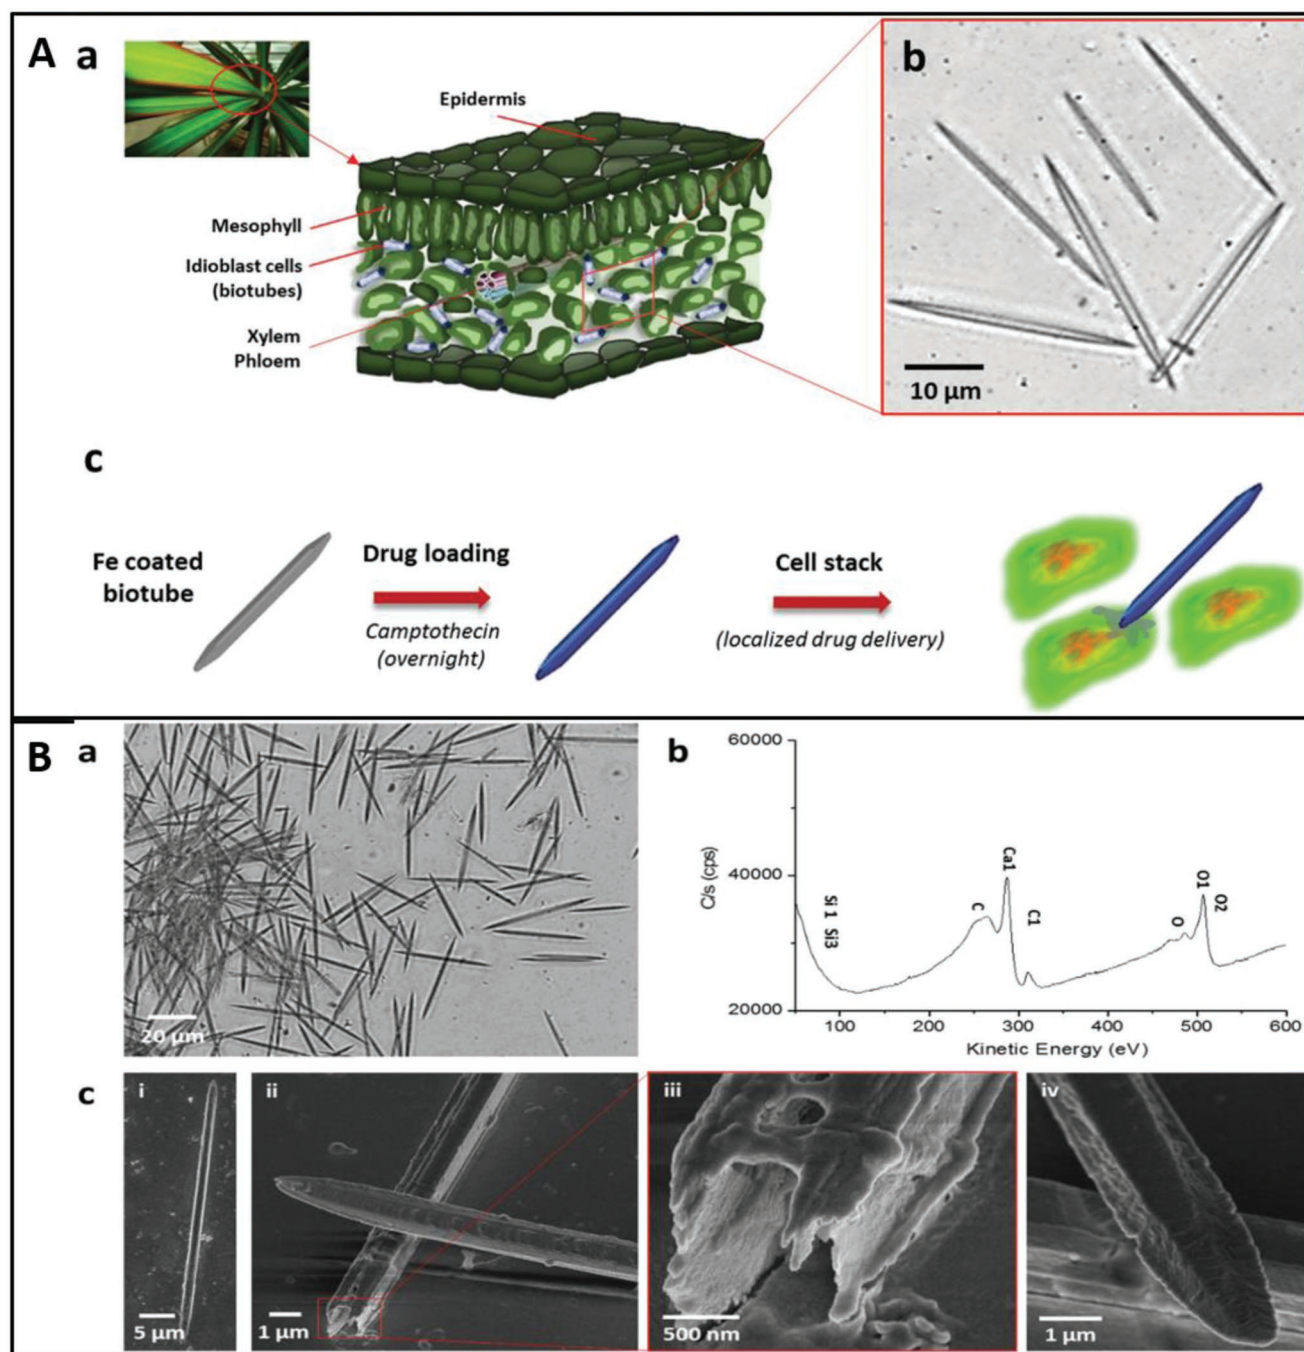 A
a
b
Epidermis
Mesophyll
Idioblast cells
(biotubes)
Xylem
Phloem
10 µm
c
Fe coated
biotube
Drug loading
Camptothecin
(overnight)
Cell stack
(localized drug delivery)
B
a
20 µm
b
60000
40000
20000
C/s (cps)
Si 1 Si3
C
Ca1
C1
O
O1
O2
100
200
300
400
500
600
Kinetic Energy (eV)
c
i
5 µm
ii
1 µm
iii
500 nm
iv
1 µm